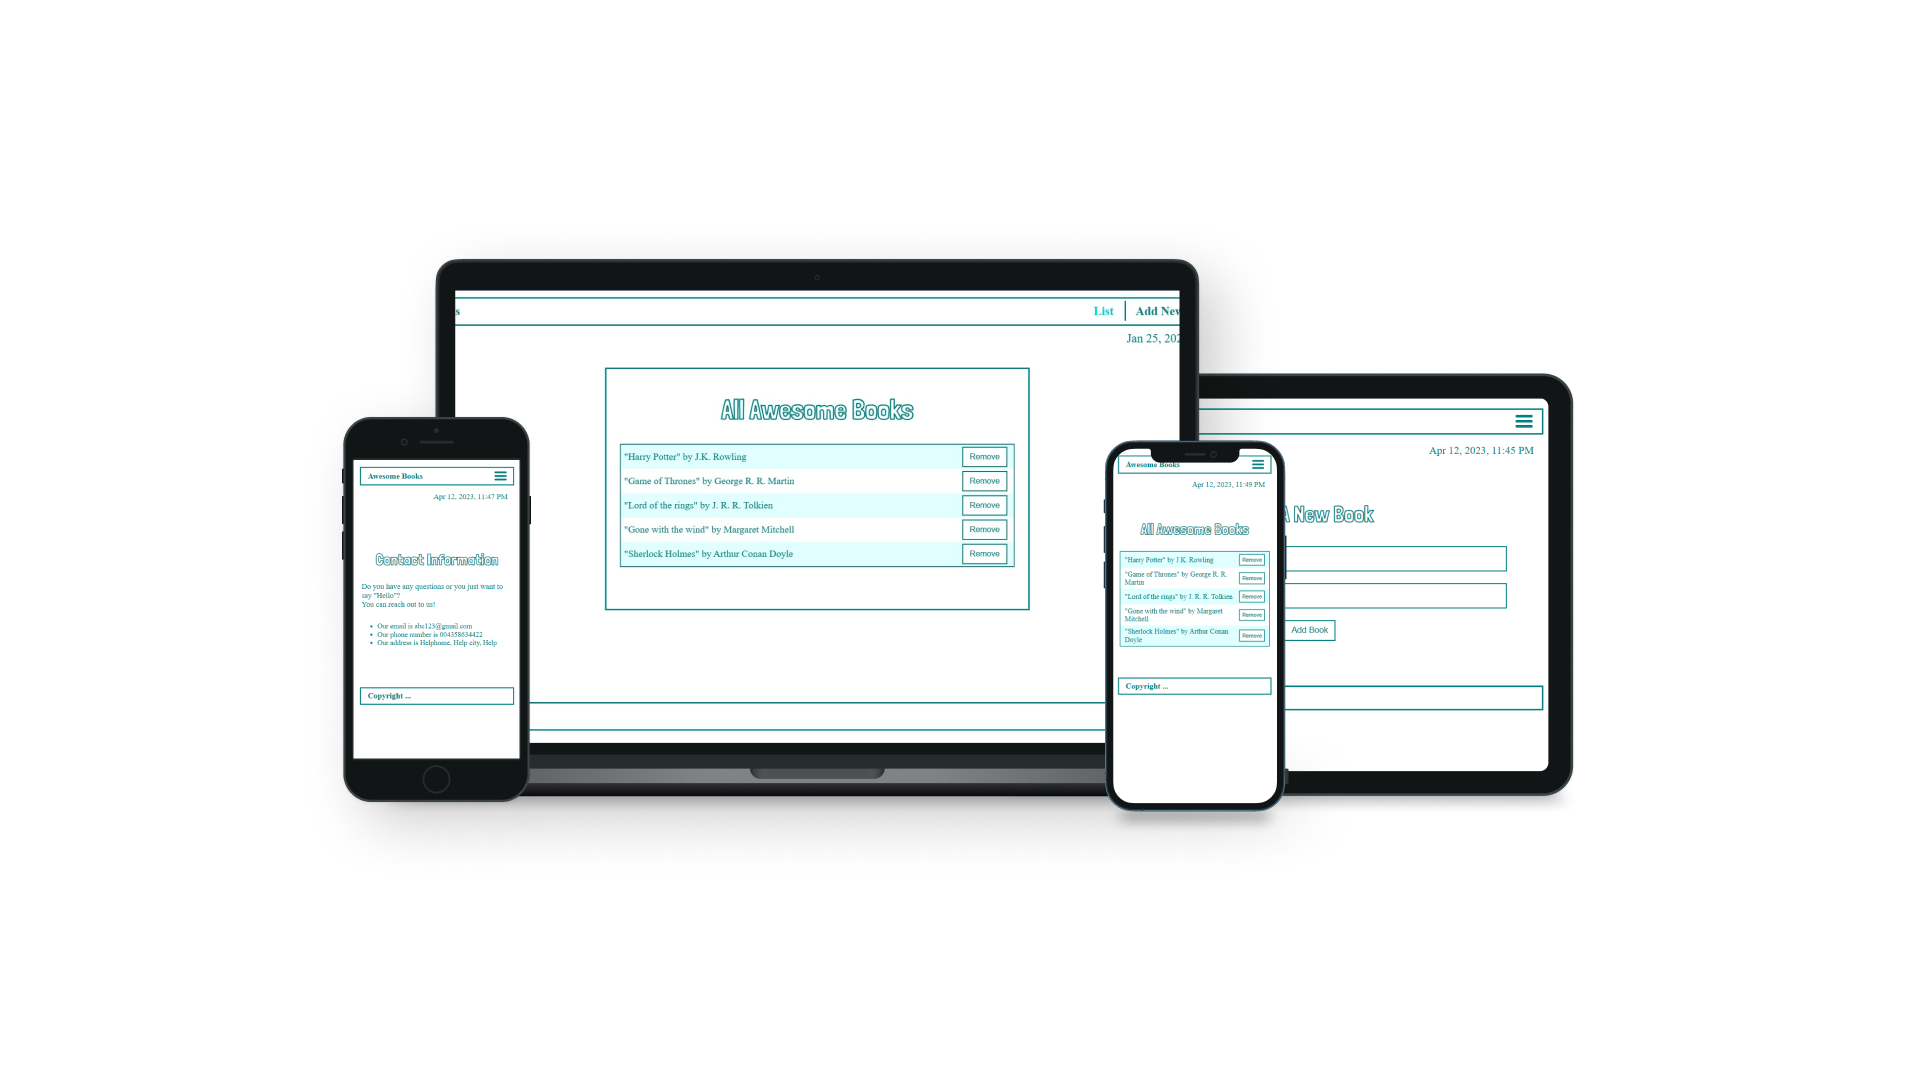 s
List
Add New
Jan 25, 202
All Awesome Books
"Harry Potter" by J.K. Rowling
Remove
"Game of Thrones" by George R. R. Martin
Remove
"Lord of the rings" by J. R. R. Tolkien
Remove
"Gone with the wind" by Margaret Mitchell
Remove
"Sherlock Holmes" by Arthur Conan Doyle
Remove
Awesome Books
Apr 12, 2023, 11:47 PM
Contact Information
Do you have any questions or you just want to
say "Hello"?
You can reach out to us!
Our email is abc123@gmail.com
Our phone number is 004358634422
Our address is Helphome, Help city, Help
Copyright ...
Awesome Books
Apr 12, 2023, 11:49 PM
All Awesome Books
"Harry Potter" by J.K. Rowling
Remove
"Game of Thrones" by George R. R.
Martin
Remove
"Lord of the rings" by J. R. R. Tolkien
Remove
"Gone with the wind" by Margaret
Mitchell
Remove
"Sherlock Holmes" by Arthur Conan
Doyle
Remove
Copyright ...
Apr 12, 2023, 11:45 PM
A New Book
Add Book